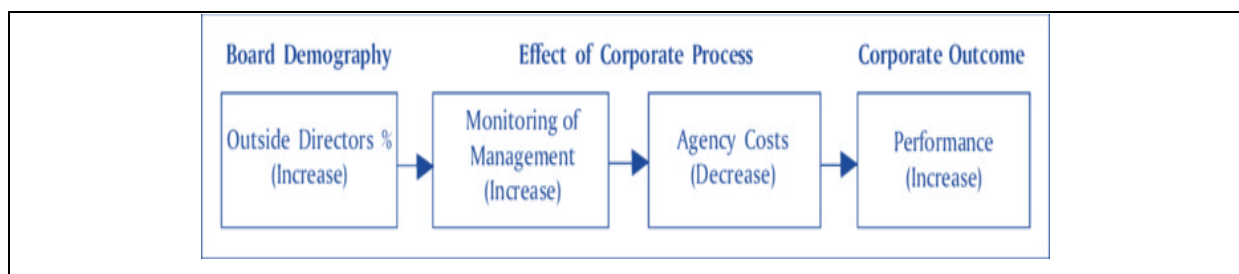 Board Demography
Effect of Corporate Process
Corporate Outcome
Outside Directors %
(Increase)
Monitoring of
Management
(Increase)
Agency Costs
(Decrease)
Performance
(Increase)